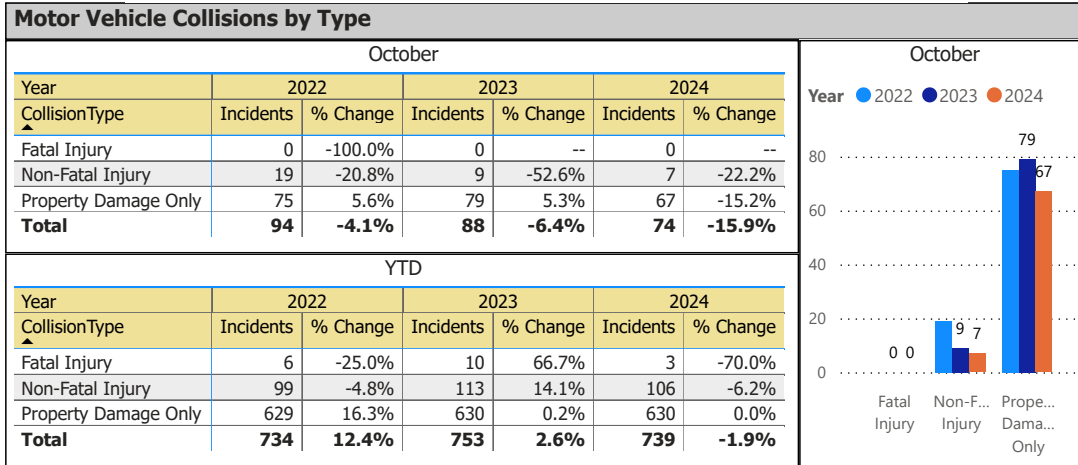 Motor Vehicle Collisions by Type
October
Year 2022 2023 2024
CollisionType Incidents % Change Incidents % Change Incidents % Change
Fatal Injury 0 -100.0% 0 -- 0 --
Non-Fatal Injury 19 -20.8% 9 -52.6% 7 -22.2%
Property Damage Only 75 5.6% 79 5.3% 67 -15.2%
Total 94 -4.1% 88 -6.4% 74 -15.9%
YTD
Year 2022 2023 2024
CollisionType Incidents % Change Incidents % Change Incidents % Change
Fatal Injury 6 -25.0% 10 66.7% 3 -70.0%
Non-Fatal Injury 99 -4.8% 113 14.1% 106 -6.2%
Property Damage Only 629 16.3% 630 0.2% 630 0.0%
Total 734 12.4% 753 2.6% 739 -1.9%
October
Year 2022 2023 2024
79
80
67
60
40
20
9 7
0 0
0
Fatal Non-F... Prope...
Injury Injury Dama...
Only